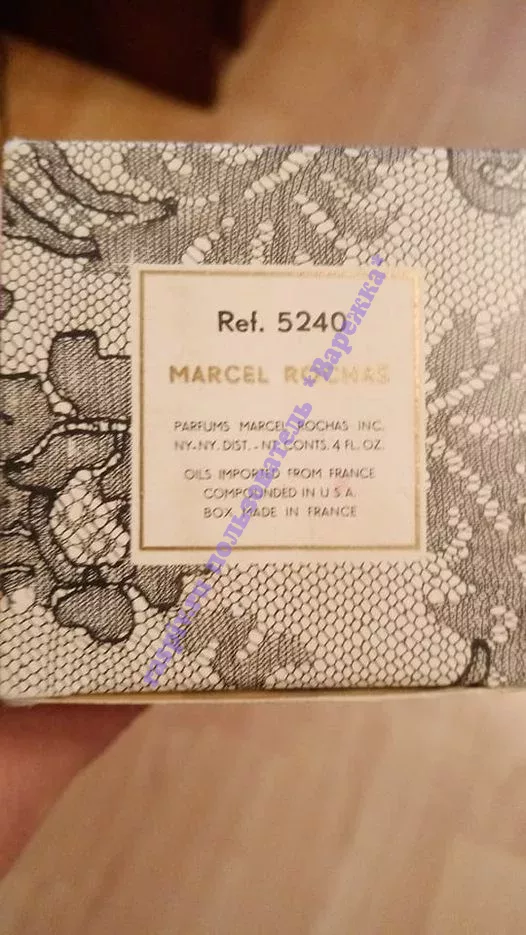 Ref. 5240
MARCEL ROCHAS
PARFUMS MARCEL ROCHAS INC.
NY-NY. DIST. - NT. CONTS. 4 FL. OZ.
OILS IMPORTED FROM FRANCE
COMPOUNDED IN U S A.
BOX MADE IN FRANCE
пользователь *Варежка*